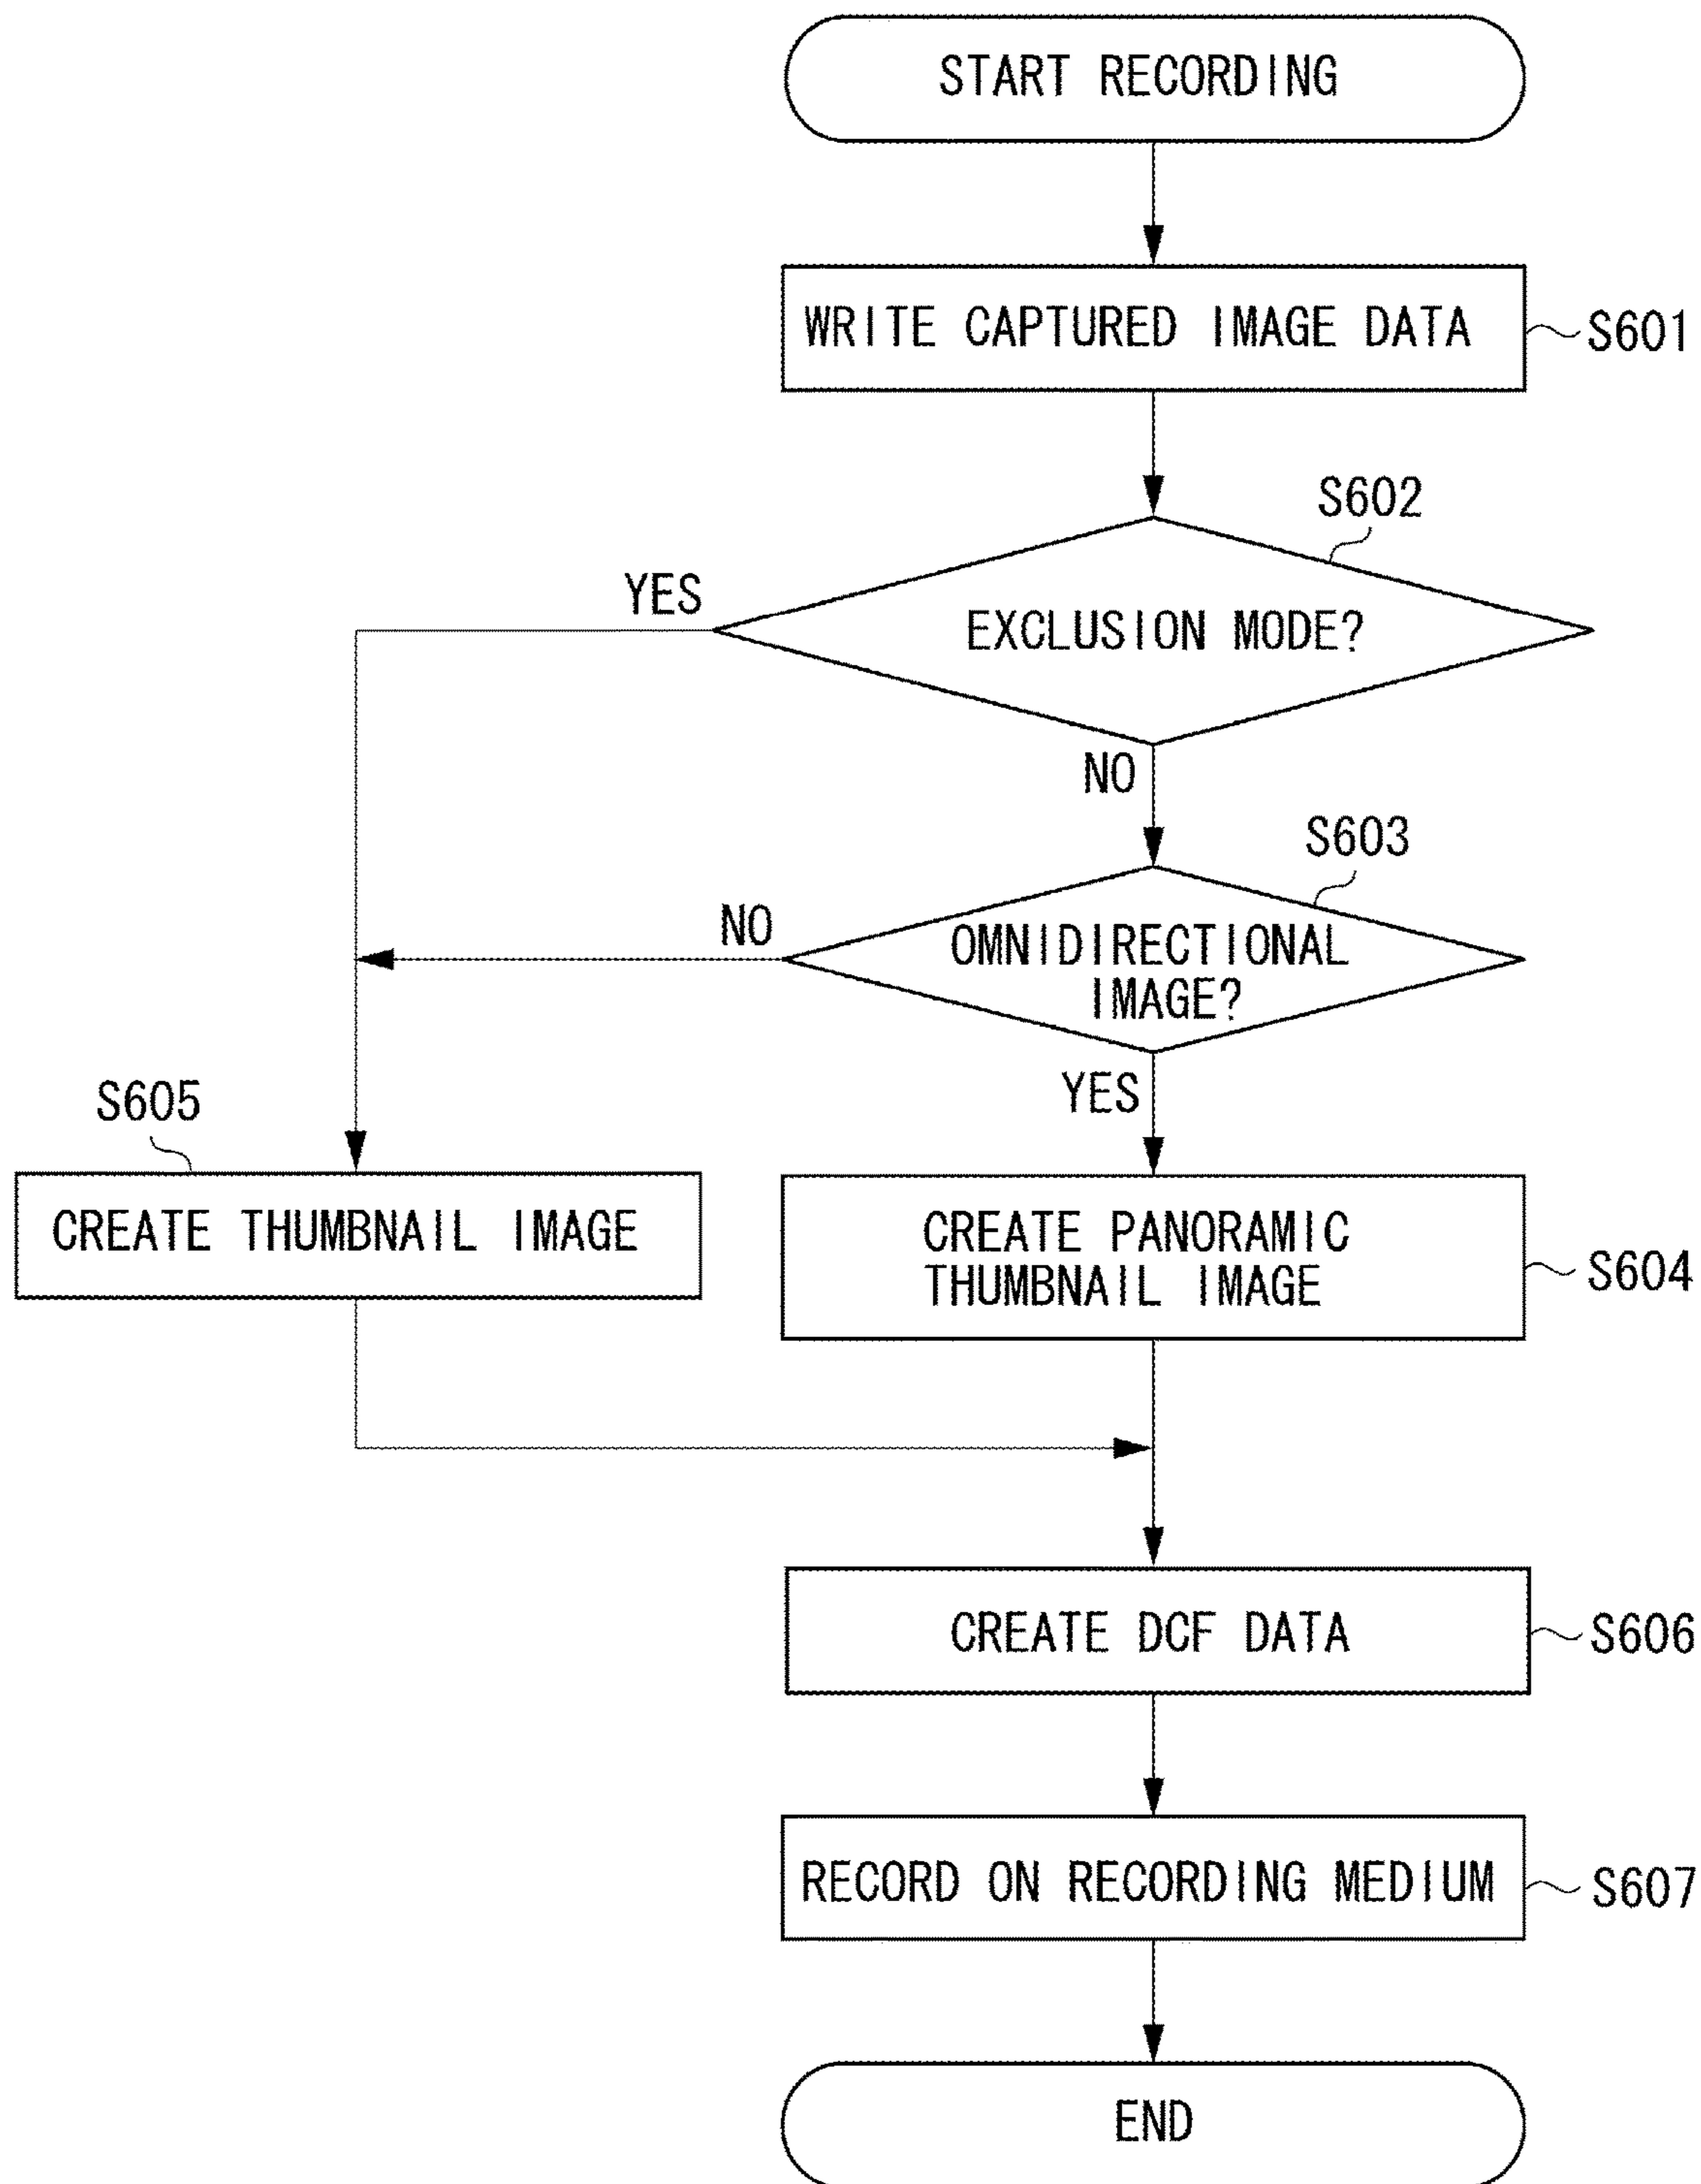 START RECORDING
WRITE CAPTURED IMAGE DATA
S601
S602
YES
EXCLUSION MODE?
NO
S603
NO
OMNIDIRECTIONAL
IMAGE?
YES
S605
CREATE THUMBNAIL IMAGE
CREATE PANORAMIC
THUMBNAIL IMAGE
S604
CREATE DCF DATA
S606
RECORD ON RECORDING MEDIUM
S607
END